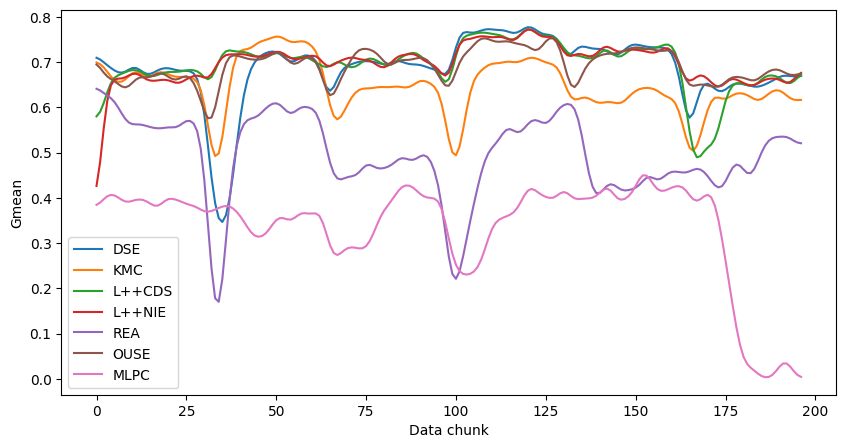 0.8
0.7
0.6
0.5
0.4
0.3
0.2
0.1
0.0
Gmean
DSE
KMC
L++CDS
L++NIE
REA
OUSE
MLPC
0 25 50 75 100 125 150 175 200
Data chunk